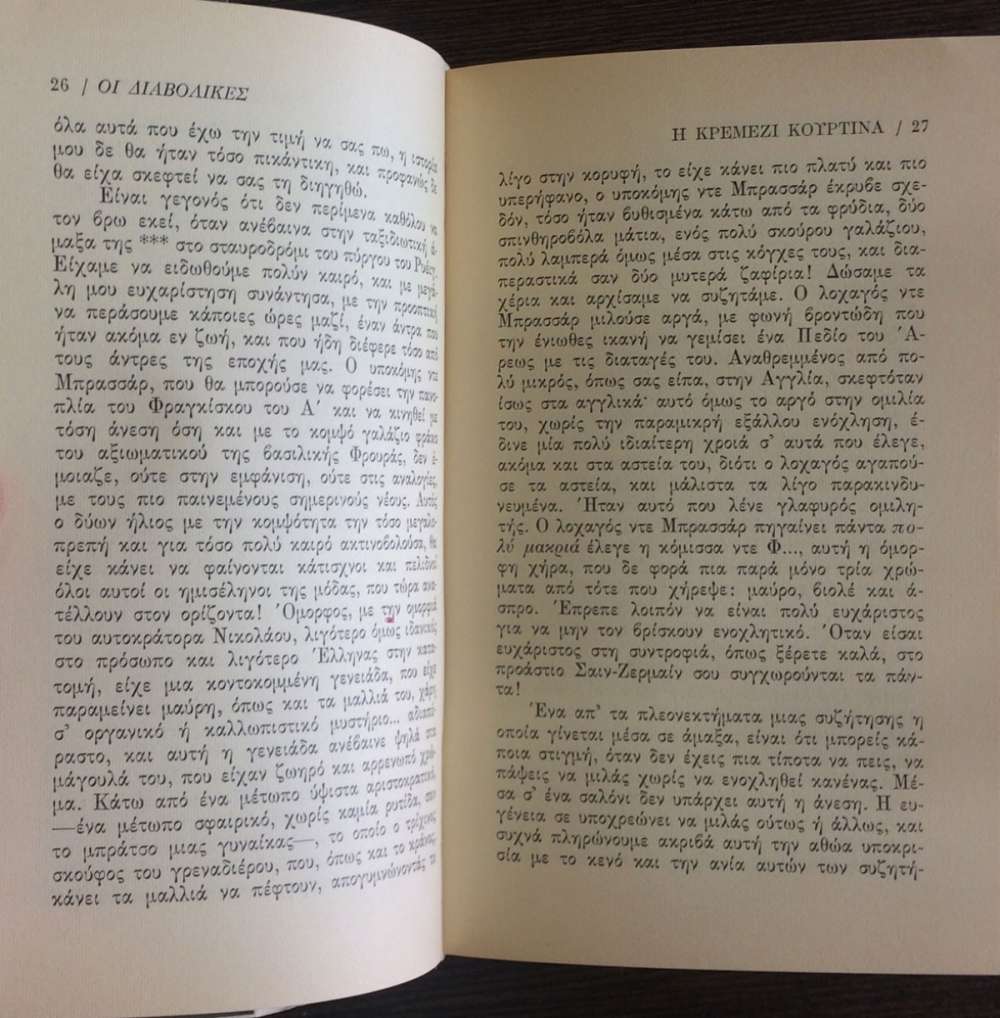 26 / ΟΙ ΔΙΑΒΟΛΙΚΕΣ
όλα αυτά που έχω την τιμή να σας πω, η ιστορία
μου δε θα ήταν τόσο πικάντικη, και προφανώς δε
θα είχα σκεφτεί να σας τη διηγηθώ.
Είναι γεγονός ότι δεν περίμενα καθόλου να
τον βρω εκεί, όταν ανέβαινα στην ταξιδιωτική ά-
μαξα της *** στο σταυροδρόμι του πύργου του Ρυέιγ.
Είχαμε να ειδωθούμε πολύν καιρό, και με μεγά-
λη μου ευχαρίστηση συνάντησα, με την προοπτική
να περάσουμε κάποιες ώρες μαζί, έναν άντρα που
ήταν ακόμα εν ζωή, και που ήδη διέφερε τόσο από
τους άντρες της εποχής μας. Ο υποκόμης ντε
Μπρασσάρ, που θα μπορούσε να φορέσει την πανο-
πλία του Φραγκίσκου του Α΄ και να κινηθεί με
τόση άνεση όση και με το κομψό γαλάζιο φράκο
του αξιωματικού της βασιλικής Φρουράς, δεν έ-
μοιαζε, ούτε στην εμφάνιση, ούτε στις αναλογίες,
με τους πιο παινεμένους σημερινούς νέους. Αυτός
ο δύων ήλιος με την κομψότητα την τόσο μεγαλο-
πρεπή και για τόσο πολύ καιρό ακτινοβολούσα, θα
είχε κάνει να φαίνονται κάτισχνοι και πελιδνοί
όλοι αυτοί οι ημισέληνοι της μόδας, που τώρα ανα-
τέλλουν στον ορίζοντα! Όμορφος, με την ομορφιά
του αυτοκράτορα Νικολάου, λιγότερο όμως ιδανικός
στο πρόσωπο και λιγότερο Έλληνας στην κατα-
τομή, είχε μια κοντοκομμένη γενειάδα, που είχε
παραμείνει μαύρη, όπως και τα μαλλιά του, χάρη
σ' οργανικό ή καλλωπιστικό μυστήριο... αδιαπέ-
ραστο, και αυτή η γενειάδα ανέβαινε ψηλά στα
μάγουλά του, που είχαν ζωηρό και αρρενωπό χρώ-
μα. Κάτω από ένα μέτωπο ύψιστα αριστοκρατικό,
—ένα μέτωπο σφαιρικό, χωρίς καμία ρυτίδα, σαν
το μπράτσο μιας γυναίκας—, το οποίο ο τρίχινος
σκούφος του γρεναδιέρου, που, όπως και το κράνος,
κάνει τα μαλλιά να πέφτουν, απογυμνώνοντάς το
Η ΚΡΕΜΕΖΙ ΚΟΥΡΤΙΝΑ / 27
λίγο στην κορυφή, το είχε κάνει πιο πλατύ και πιο
υπερήφανο, ο υποκόμης ντε Μπρασσάρ έκρυβε σχε-
δόν, τόσο ήταν βυθισμένα κάτω από τα φρύδια, δύο
σπινθηροβόλα μάτια, ενός πολύ σκούρου γαλάζιου,
πολύ λαμπερά όμως μέσα στις κόγχες τους, και δια-
περαστικά σαν δύο μυτερά ζαφίρια! Δώσαμε τα
χέρια και αρχίσαμε να συζητάμε. Ο λοχαγός ντε
Μπρασσάρ μιλούσε αργά, με φωνή βροντώδη που
την ένιωθες ικανή να γεμίσει ένα Πεδίο του Ά-
ρεως με τις διαταγές του. Αναθρεμμένος από πο-
λύ μικρός, όπως σας είπα, στην Αγγλία, σκεφτόταν
ίσως στα αγγλικά· αυτό όμως το αργό στην ομιλία
του, χωρίς την παραμικρή εξάλλου ενόχληση, έ-
δινε μία πολύ ιδιαίτερη χροιά σ' αυτά που έλεγε,
ακόμα και στα αστεία του, διότι ο λοχαγός αγαπού-
σε τα αστεία, και μάλιστα τα λίγο παρακινδυ-
νευμένα. Ήταν αυτό που λένε γλαφυρός ομιλη-
τής. Ο λοχαγός ντε Μπρασσάρ πηγαίνει πάντα πο-
λύ μακριά έλεγε η κόμισσα ντε Φ..., αυτή η όμορ-
φη χήρα, που δε φορά πια παρά μόνο τρία χρώ-
ματα από τότε που χήρεψε: μαύρο, βιολέ και ά-
σπρο. Έπρεπε λοιπόν να είναι πολύ ευχάριστος
για να μην τον βρίσκουν ενοχλητικό. Όταν είσαι
ευχάριστος στη συντροφιά, όπως ξέρετε καλά, στο
προάστιο Σαιν-Ζερμαίν σου συγχωρούνται τα πάν-
τα!
Ένα απ' τα πλεονεκτήματα μιας συζήτησης η
οποία γίνεται μέσα σε άμαξα, είναι ότι μπορείς κά-
ποια στιγμή, όταν δεν έχεις πια τίποτα να πεις, να
πάψεις να μιλάς χωρίς να ενοχληθεί κανένας. Μέ-
σα σ' ένα σαλόνι δεν υπάρχει αυτή η άνεση. Η ευ-
γένεια σε υποχρεώνει να μιλάς ούτως ή άλλως, και
συχνά πληρώνουμε ακριβά αυτή την αθώα υποκρι-
σία με το κενό και την ανία αυτών των συζητή-